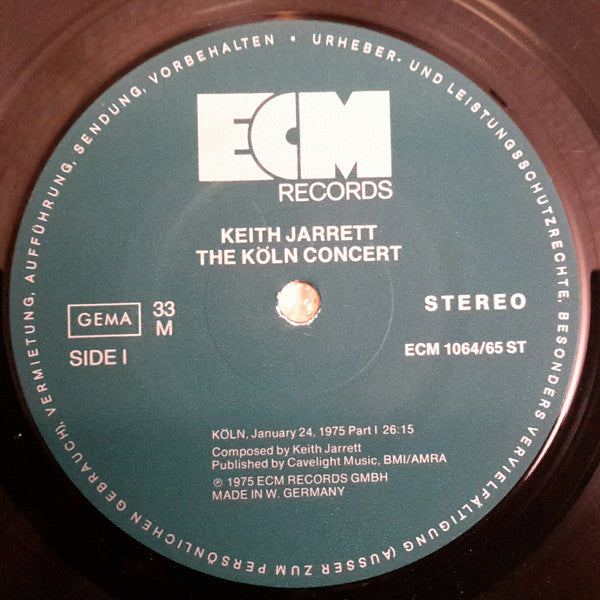 URHEBER- UND LEISTUNGSSCHUTZRECHTE, BESONDERS VERVIELFÄLTIGUNG (AUSSER ZUM PERSÖNLICHEN GEBRAUCH), VERMIETUNG, AUFFÜHRUNG, SENDUNG, VORBEHALTEN •
ECM
RECORDS
KEITH JARRETT
THE KÖLN CONCERT
GEMA
33
M
STEREO
SIDE I
ECM 1064/65 ST
KÖLN, January 24, 1975 Part I 26:15
Composed by Keith Jarrett
Published by Cavelight Music, BMI/AMRA
℗ 1975 ECM RECORDS GMBH
MADE IN W. GERMANY